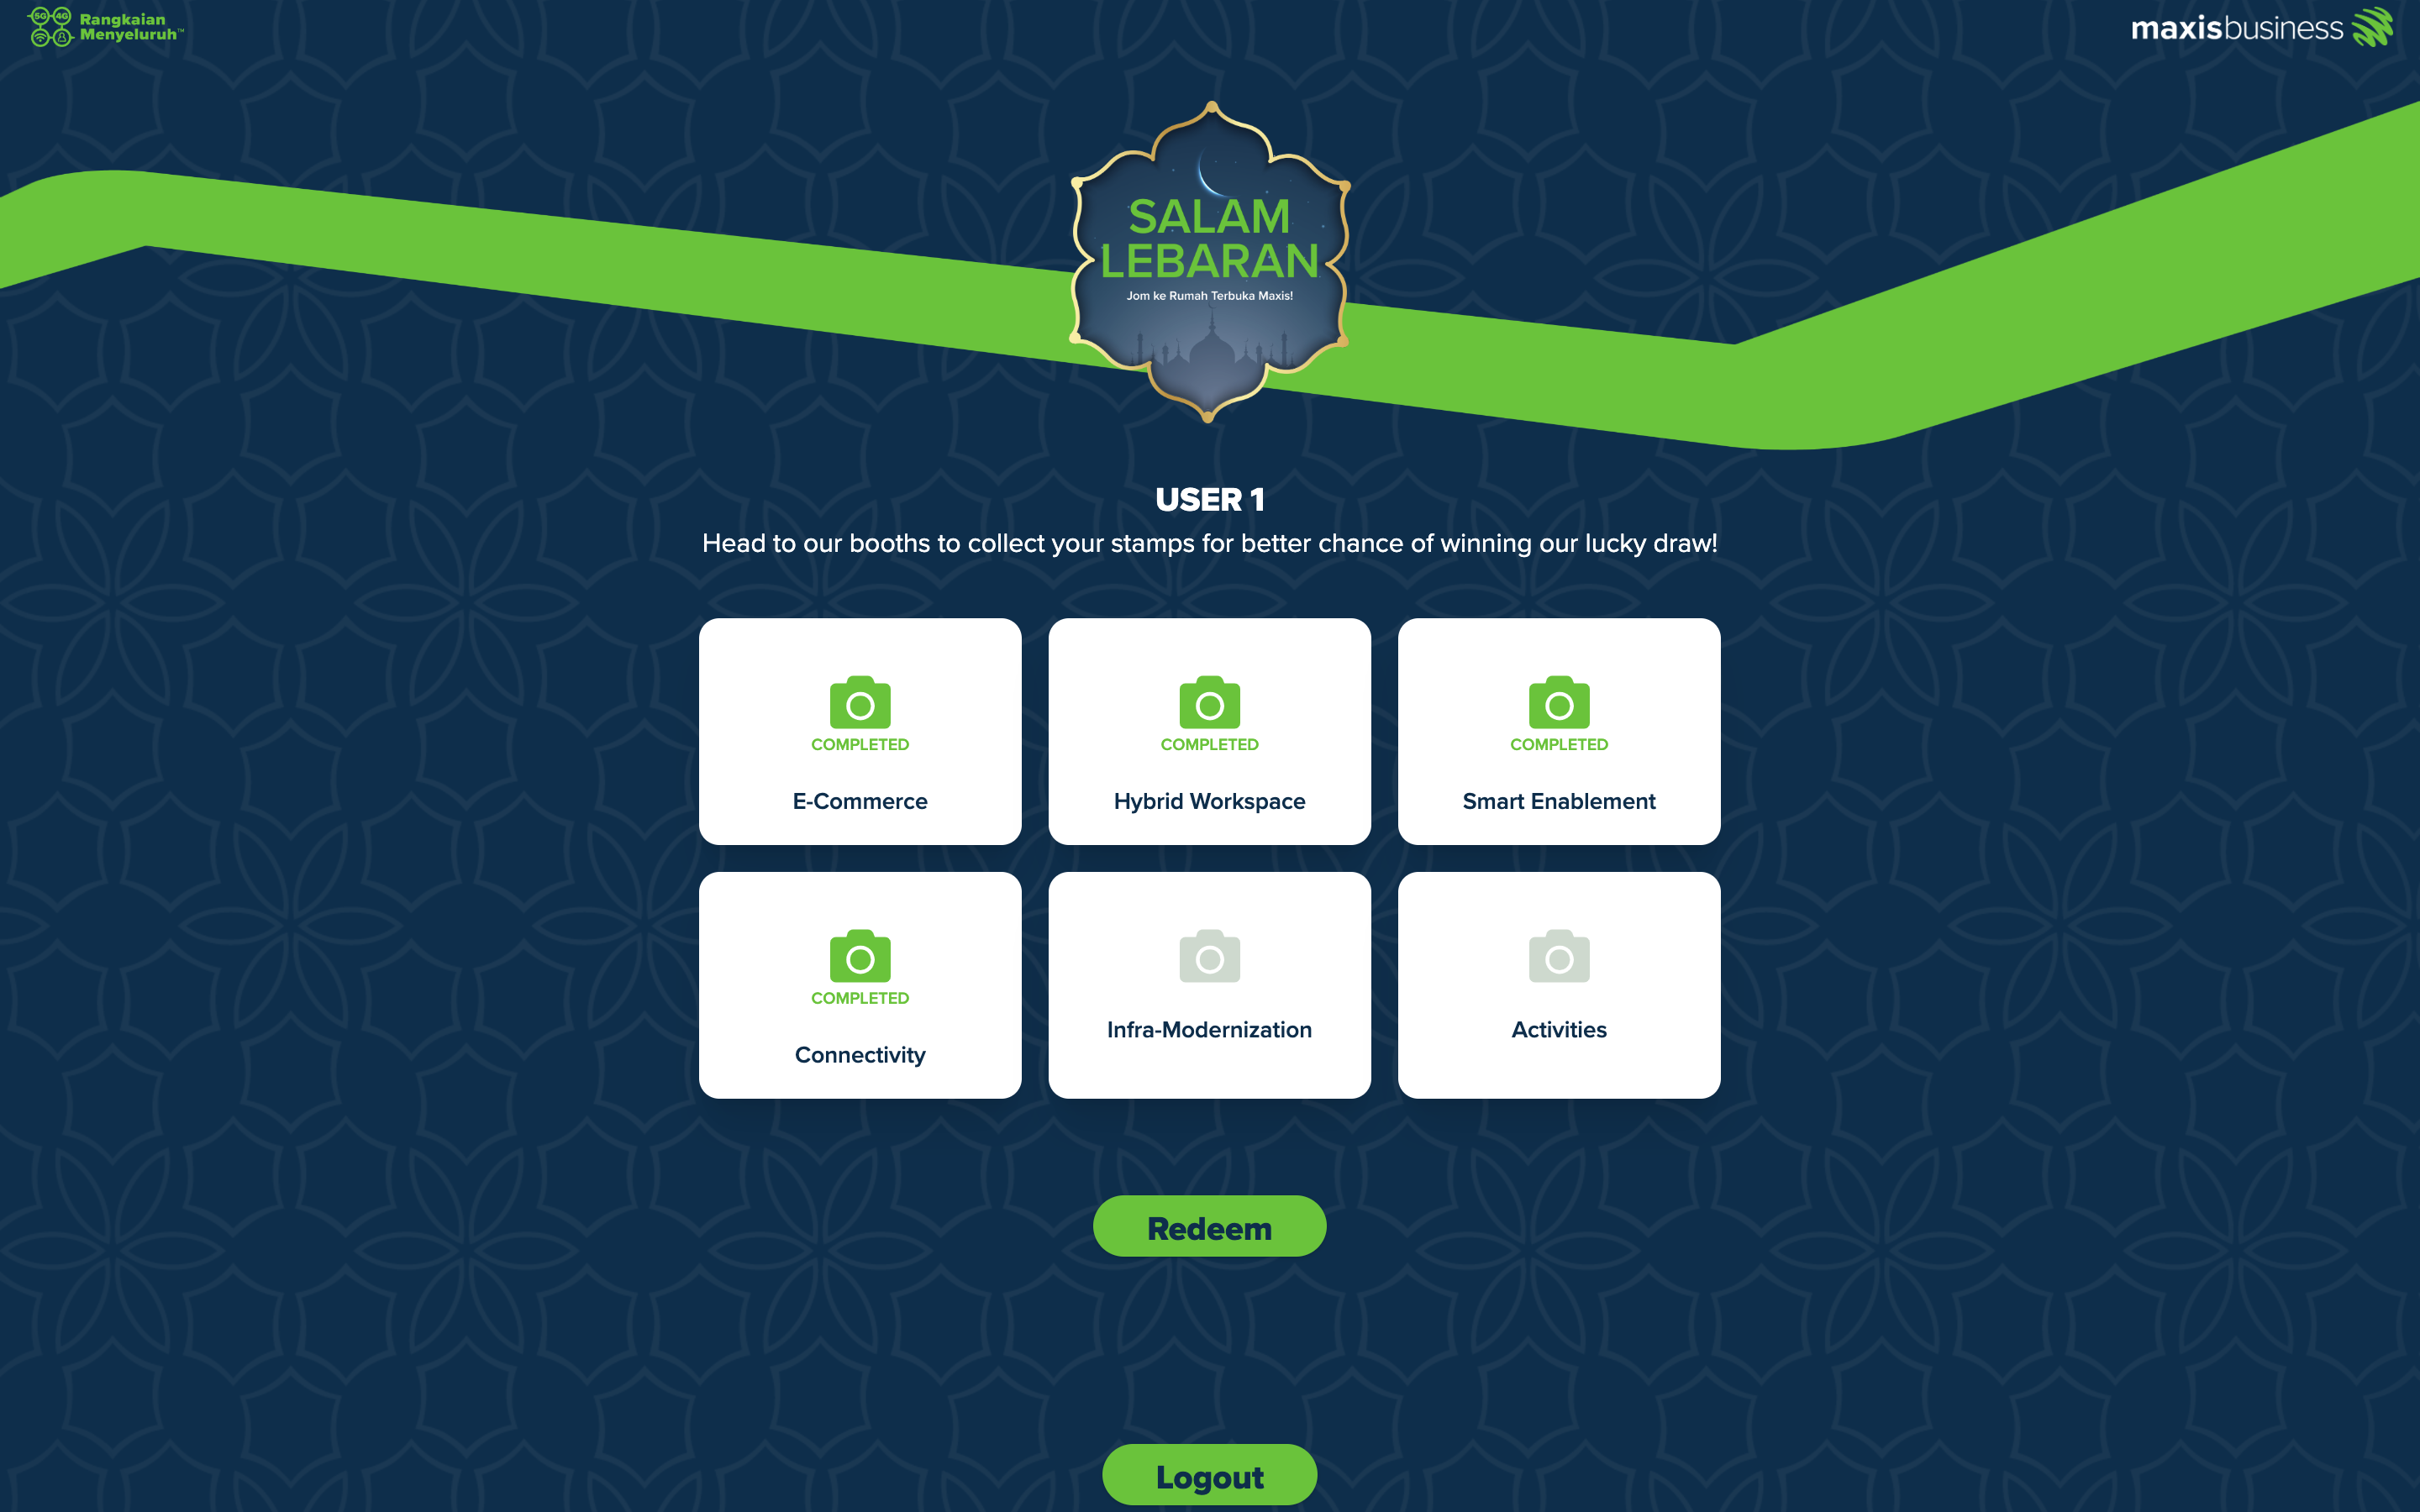 5G 4G
Rangkaian
Menyeluruh™
maxisbusiness
SALAM
LEBARAN
Jom ke Rumah Terbuka Maxis!
USER 1
Head to our booths to collect your stamps for better chance of winning our lucky draw!
COMPLETED
E-Commerce
COMPLETED
Hybrid Workspace
COMPLETED
Smart Enablement
COMPLETED
Connectivity
Infra-Modernization
Activities
Redeem
Logout